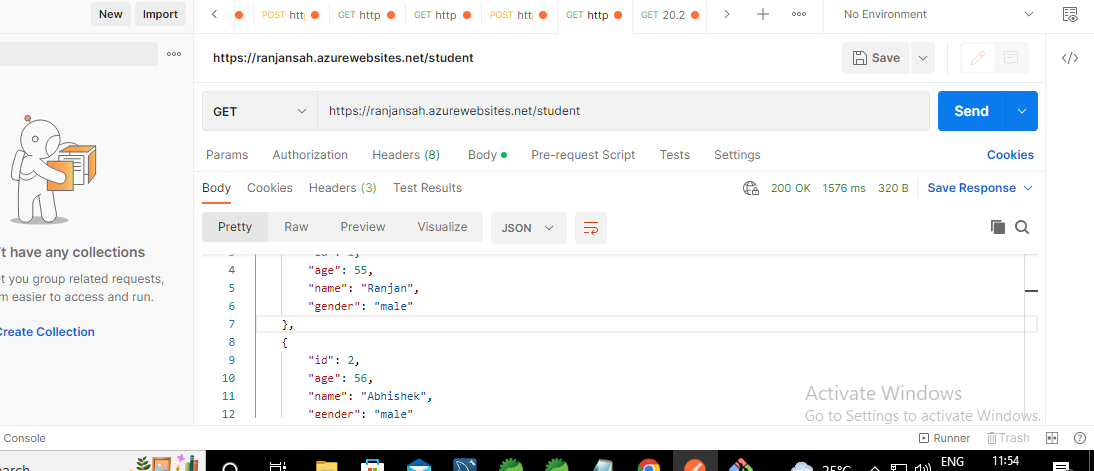 New Import
POST htt GET http GET http POST htt GET http GET 20.2 No Environment
https://ranjansah.azurewebsites.net/student
Save
GET https://ranjansah.azurewebsites.net/student Send
Params Authorization Headers (8) Body Pre-request Script Tests Settings Cookies
Body Cookies Headers (3) Test Results 200 OK 1576 ms 320 B Save Response
Pretty Raw Preview Visualize JSON
't have any collections
et you group related requests,
m easier to access and run.
Create Collection
4 "age": 55,
5 "name": "Ranjan",
6 "gender": "male"
7 },
8 {
9 "id": 2,
10 "age": 56,
11 "name": "Abhishek",
12 "gender": "male"
Activate Windows
Go to Settings to activate Windows.
Console Runner Trash
arch 25°C ENG 11:54